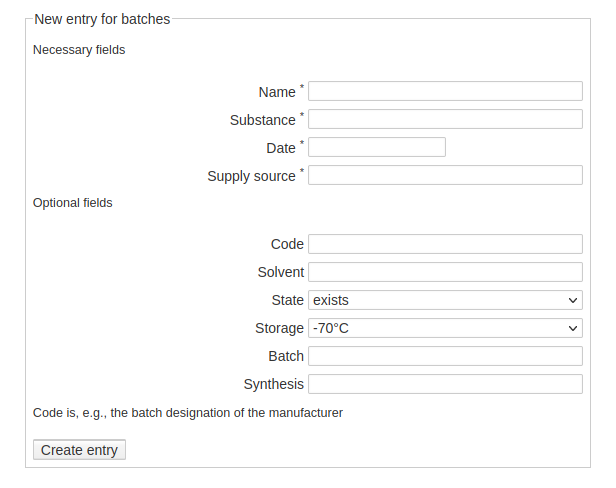 New entry for batches
Necessary fields
Name *
Substance *
Date *
Supply source *
Optional fields
Code
Solvent
State exists
Storage -70°C
Batch
Synthesis
Code is, e.g., the batch designation of the manufacturer
Create entry